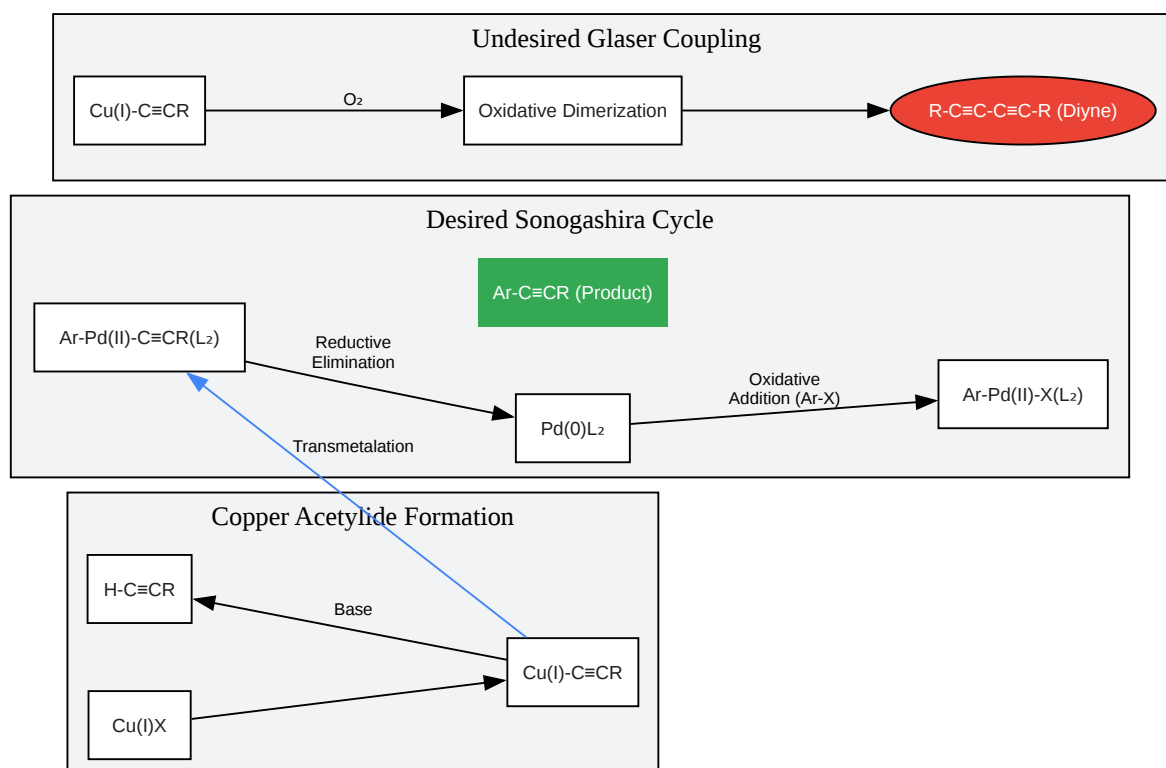 Undesired Glaser Coupling
Cu(I)-C≡CR
O₂
Oxidative Dimerization
R-C≡C-C≡C-R (Diyne)
Desired Sonogashira Cycle
Ar-C≡CR (Product)
Ar-Pd(II)-C≡CR(L₂)
Reductive
Elimination
Oxidative
Addition (Ar-X)
Ar-Pd(II)-X(L₂)
Pd(0)L₂
Transmetalation
Copper Acetylide Formation
H-C≡CR
Base
Cu(I)-C≡CR
Cu(I)X